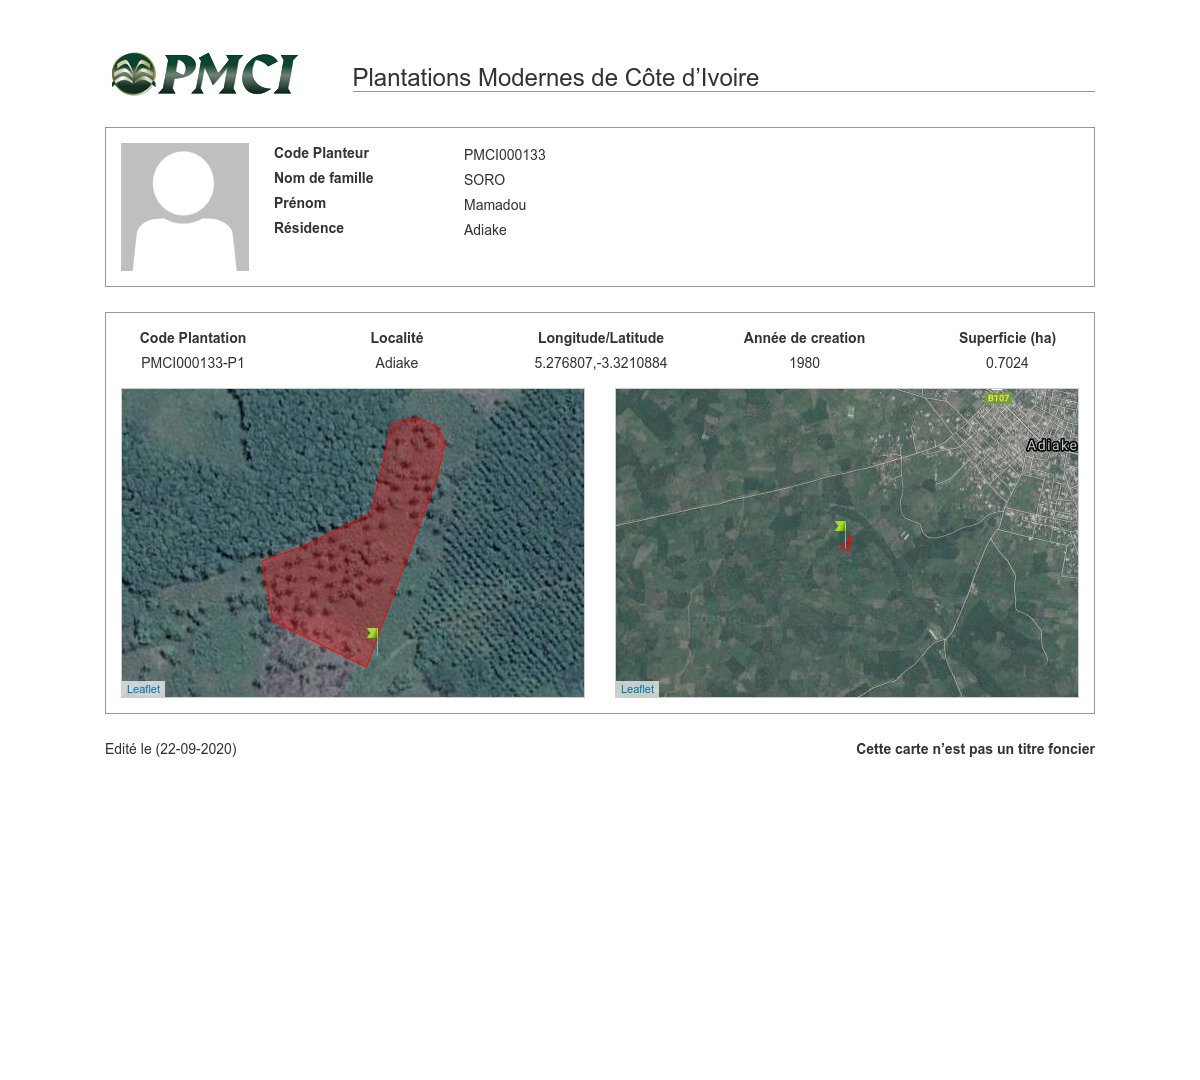 PMCI
Plantations Modernes de Côte d’Ivoire
Code Planteur PMCI000133
Nom de famille SORO
Prénom Mamadou
Résidence Adiake
Code Plantation Localité Longitude/Latitude Année de creation Superficie (ha)
PMCI000133-P1 Adiake 5.276807,-3.3210884 1980 0.7024
B107
Adiake
Leaflet Leaflet
Edité le (22-09-2020) Cette carte n’est pas un titre foncier